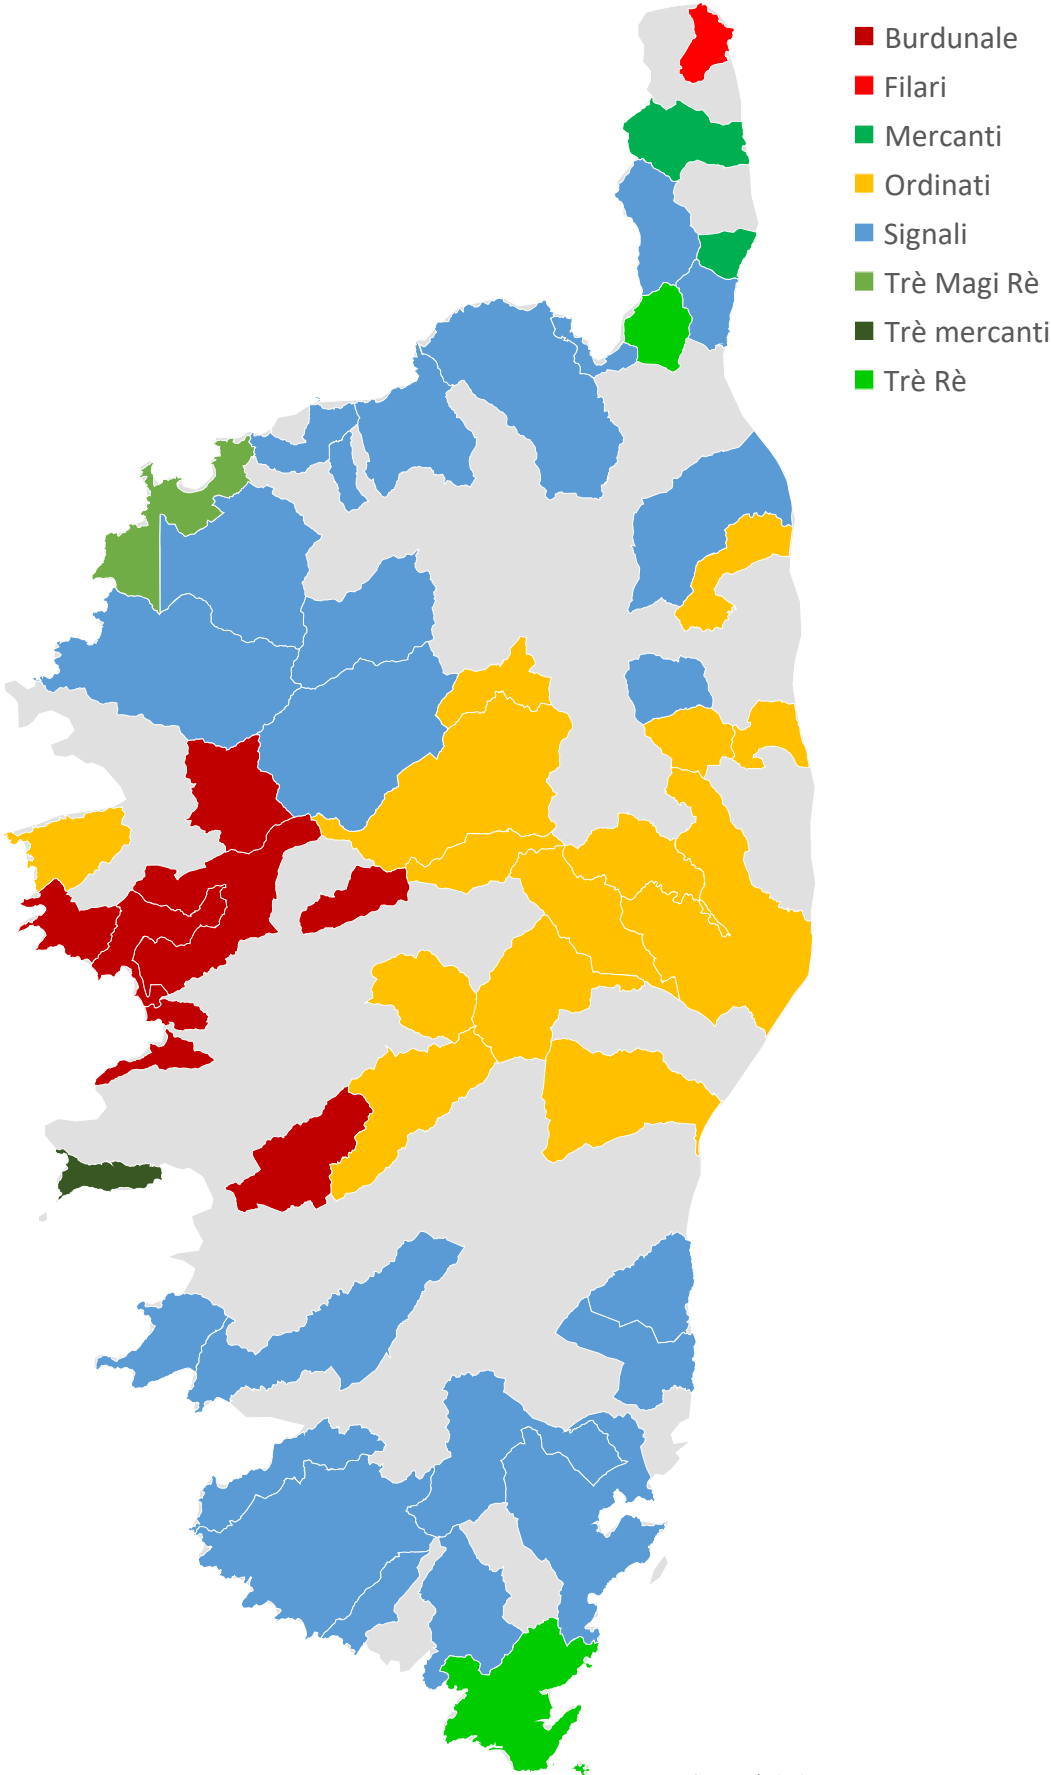 Burdunale
Filari
Mercanti
Ordinati
Signali
Trè Magi Rè
Trè mercanti
Trè Rè